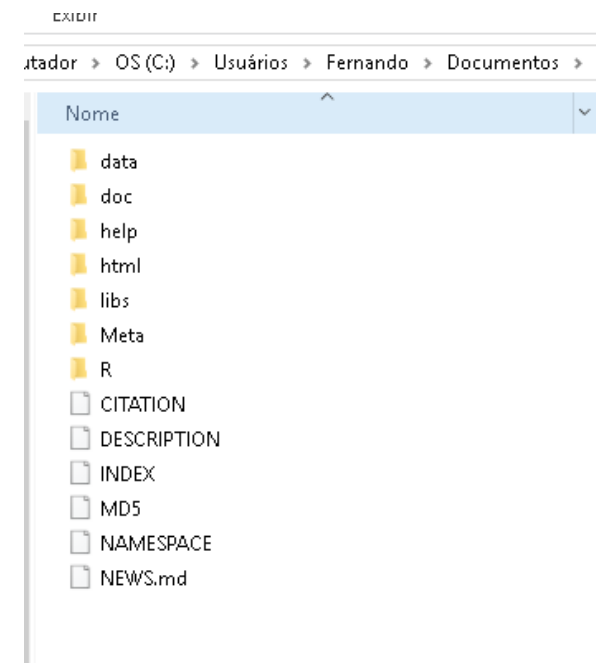 Exibir
utador > OS (C:) > Usuários > Fernando > Documentos >
Nome
data
doc
help
html
libs
Meta
R
CITATION
DESCRIPTION
INDEX
MD5
NAMESPACE
NEWS.md